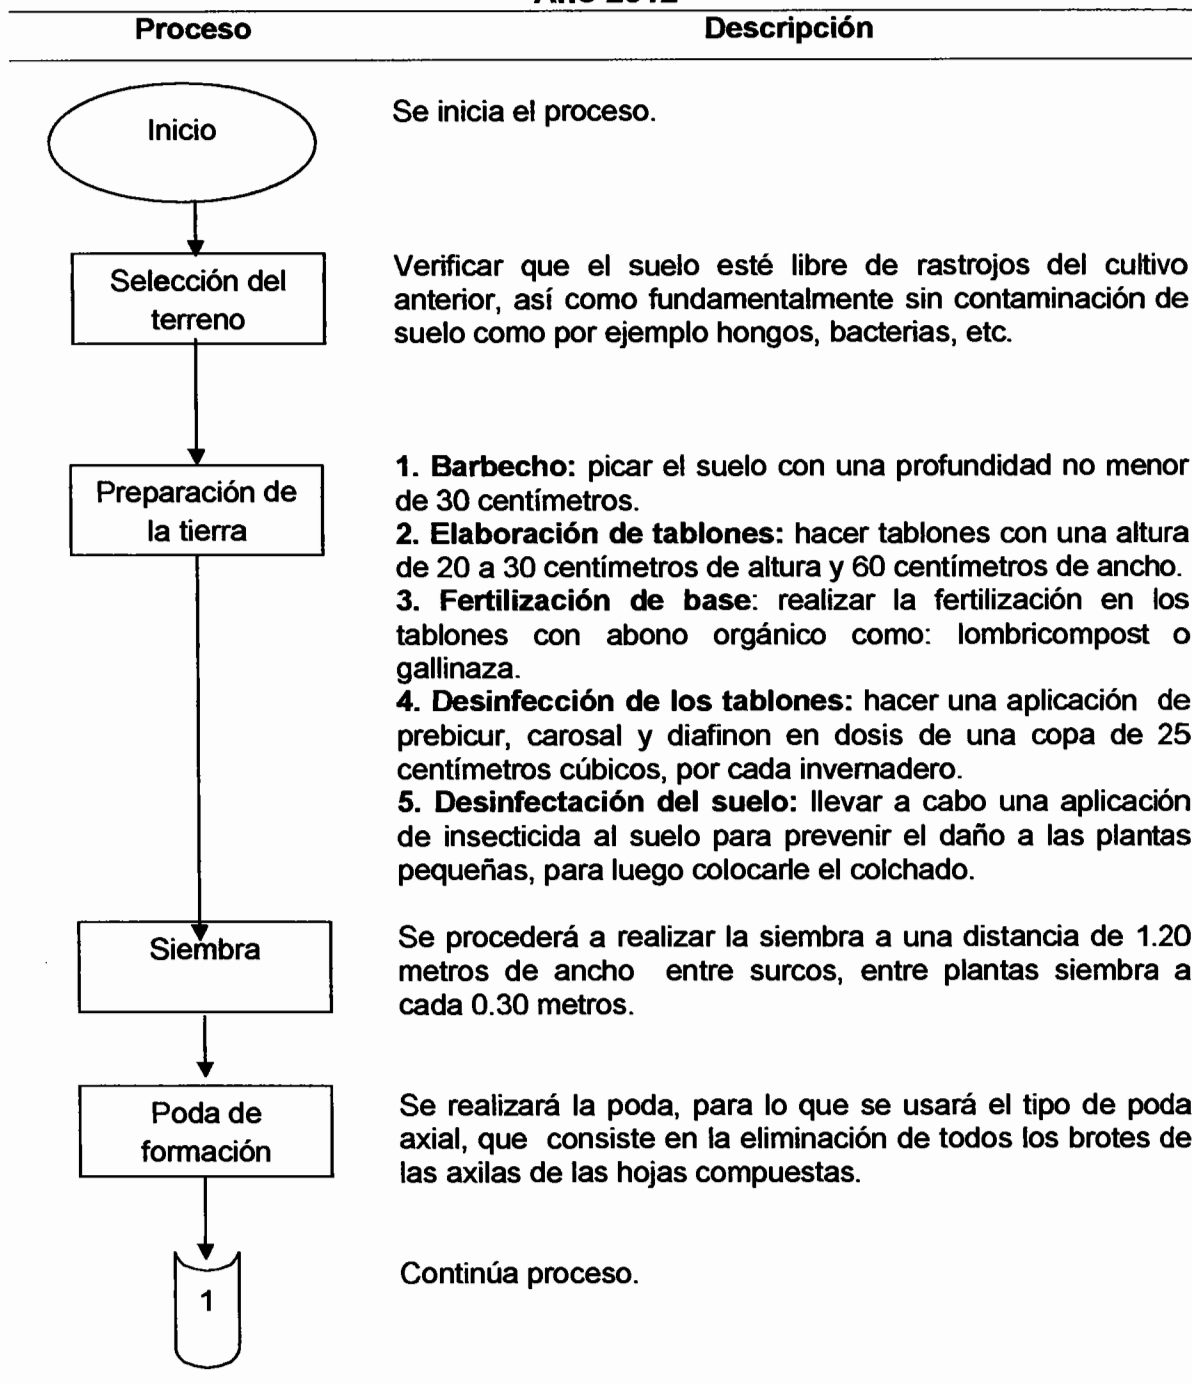 Proceso Descripción
Inicio
Se inicia el proceso.
Selección del
terreno
Verificar que el suelo esté libre de rastrojos del cultivo
anterior, así como fundamentalmente sin contaminación de
suelo como por ejemplo hongos, bacterias, etc.
Preparación de
la tierra
1. Barbecho: picar el suelo con una profundidad no menor
de 30 centímetros.
2. Elaboración de tablones: hacer tablones con una altura
de 20 a 30 centímetros de altura y 60 centímetros de ancho.
3. Fertilización de base: realizar la fertilización en los
tablones con abono orgánico como: lombricompost o
gallinaza.
4. Desinfección de los tablones: hacer una aplicación de
prebicur, carosal y diafinon en dosis de una copa de 25
centímetros cúbicos, por cada invernadero.
5. Desinfectación del suelo: llevar a cabo una aplicación
de insecticida al suelo para prevenir el daño a las plantas
pequeñas, para luego colocarle el colchado.
Siembra
Se procederá a realizar la siembra a una distancia de 1.20
metros de ancho entre surcos, entre plantas siembra a
cada 0.30 metros.
Poda de
formación
Se realizará la poda, para lo que se usará el tipo de poda
axial, que consiste en la eliminación de todos los brotes de
las axilas de las hojas compuestas.
1
Continúa proceso.